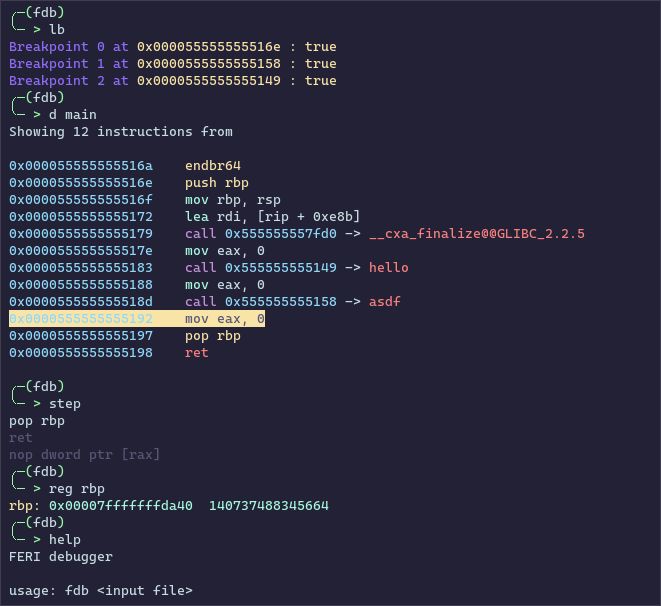 ╭─(fdb)
╰─ > lb
Breakpoint 0 at 0x000055555555516e : true
Breakpoint 1 at 0x0000555555555158 : true
Breakpoint 2 at 0x0000555555555149 : true
╭─(fdb)
╰─ > d main
Showing 12 instructions from
0x000055555555516a    endbr64
0x000055555555516e    push rbp
0x000055555555516f    mov rbp, rsp
0x0000555555555172    lea rdi, [rip + 0xe8b]
0x0000555555555179    call 0x555555557fd0 -> __cxa_finalize@@GLIBC_2.2.5
0x000055555555517e    mov eax, 0
0x0000555555555183    call 0x555555555149 -> hello
0x0000555555555188    mov eax, 0
0x000055555555518d    call 0x555555555158 -> asdf
0x0000555555555192    mov eax, 0
0x0000555555555197    pop rbp
0x0000555555555198    ret
╭─(fdb)
╰─ > step
pop rbp
ret
nop dword ptr [rax]
╭─(fdb)
╰─ > reg rbp
rbp: 0x00007fffffffda40  140737488345664
╭─(fdb)
╰─ > help
FERI debugger
usage: fdb <input file>